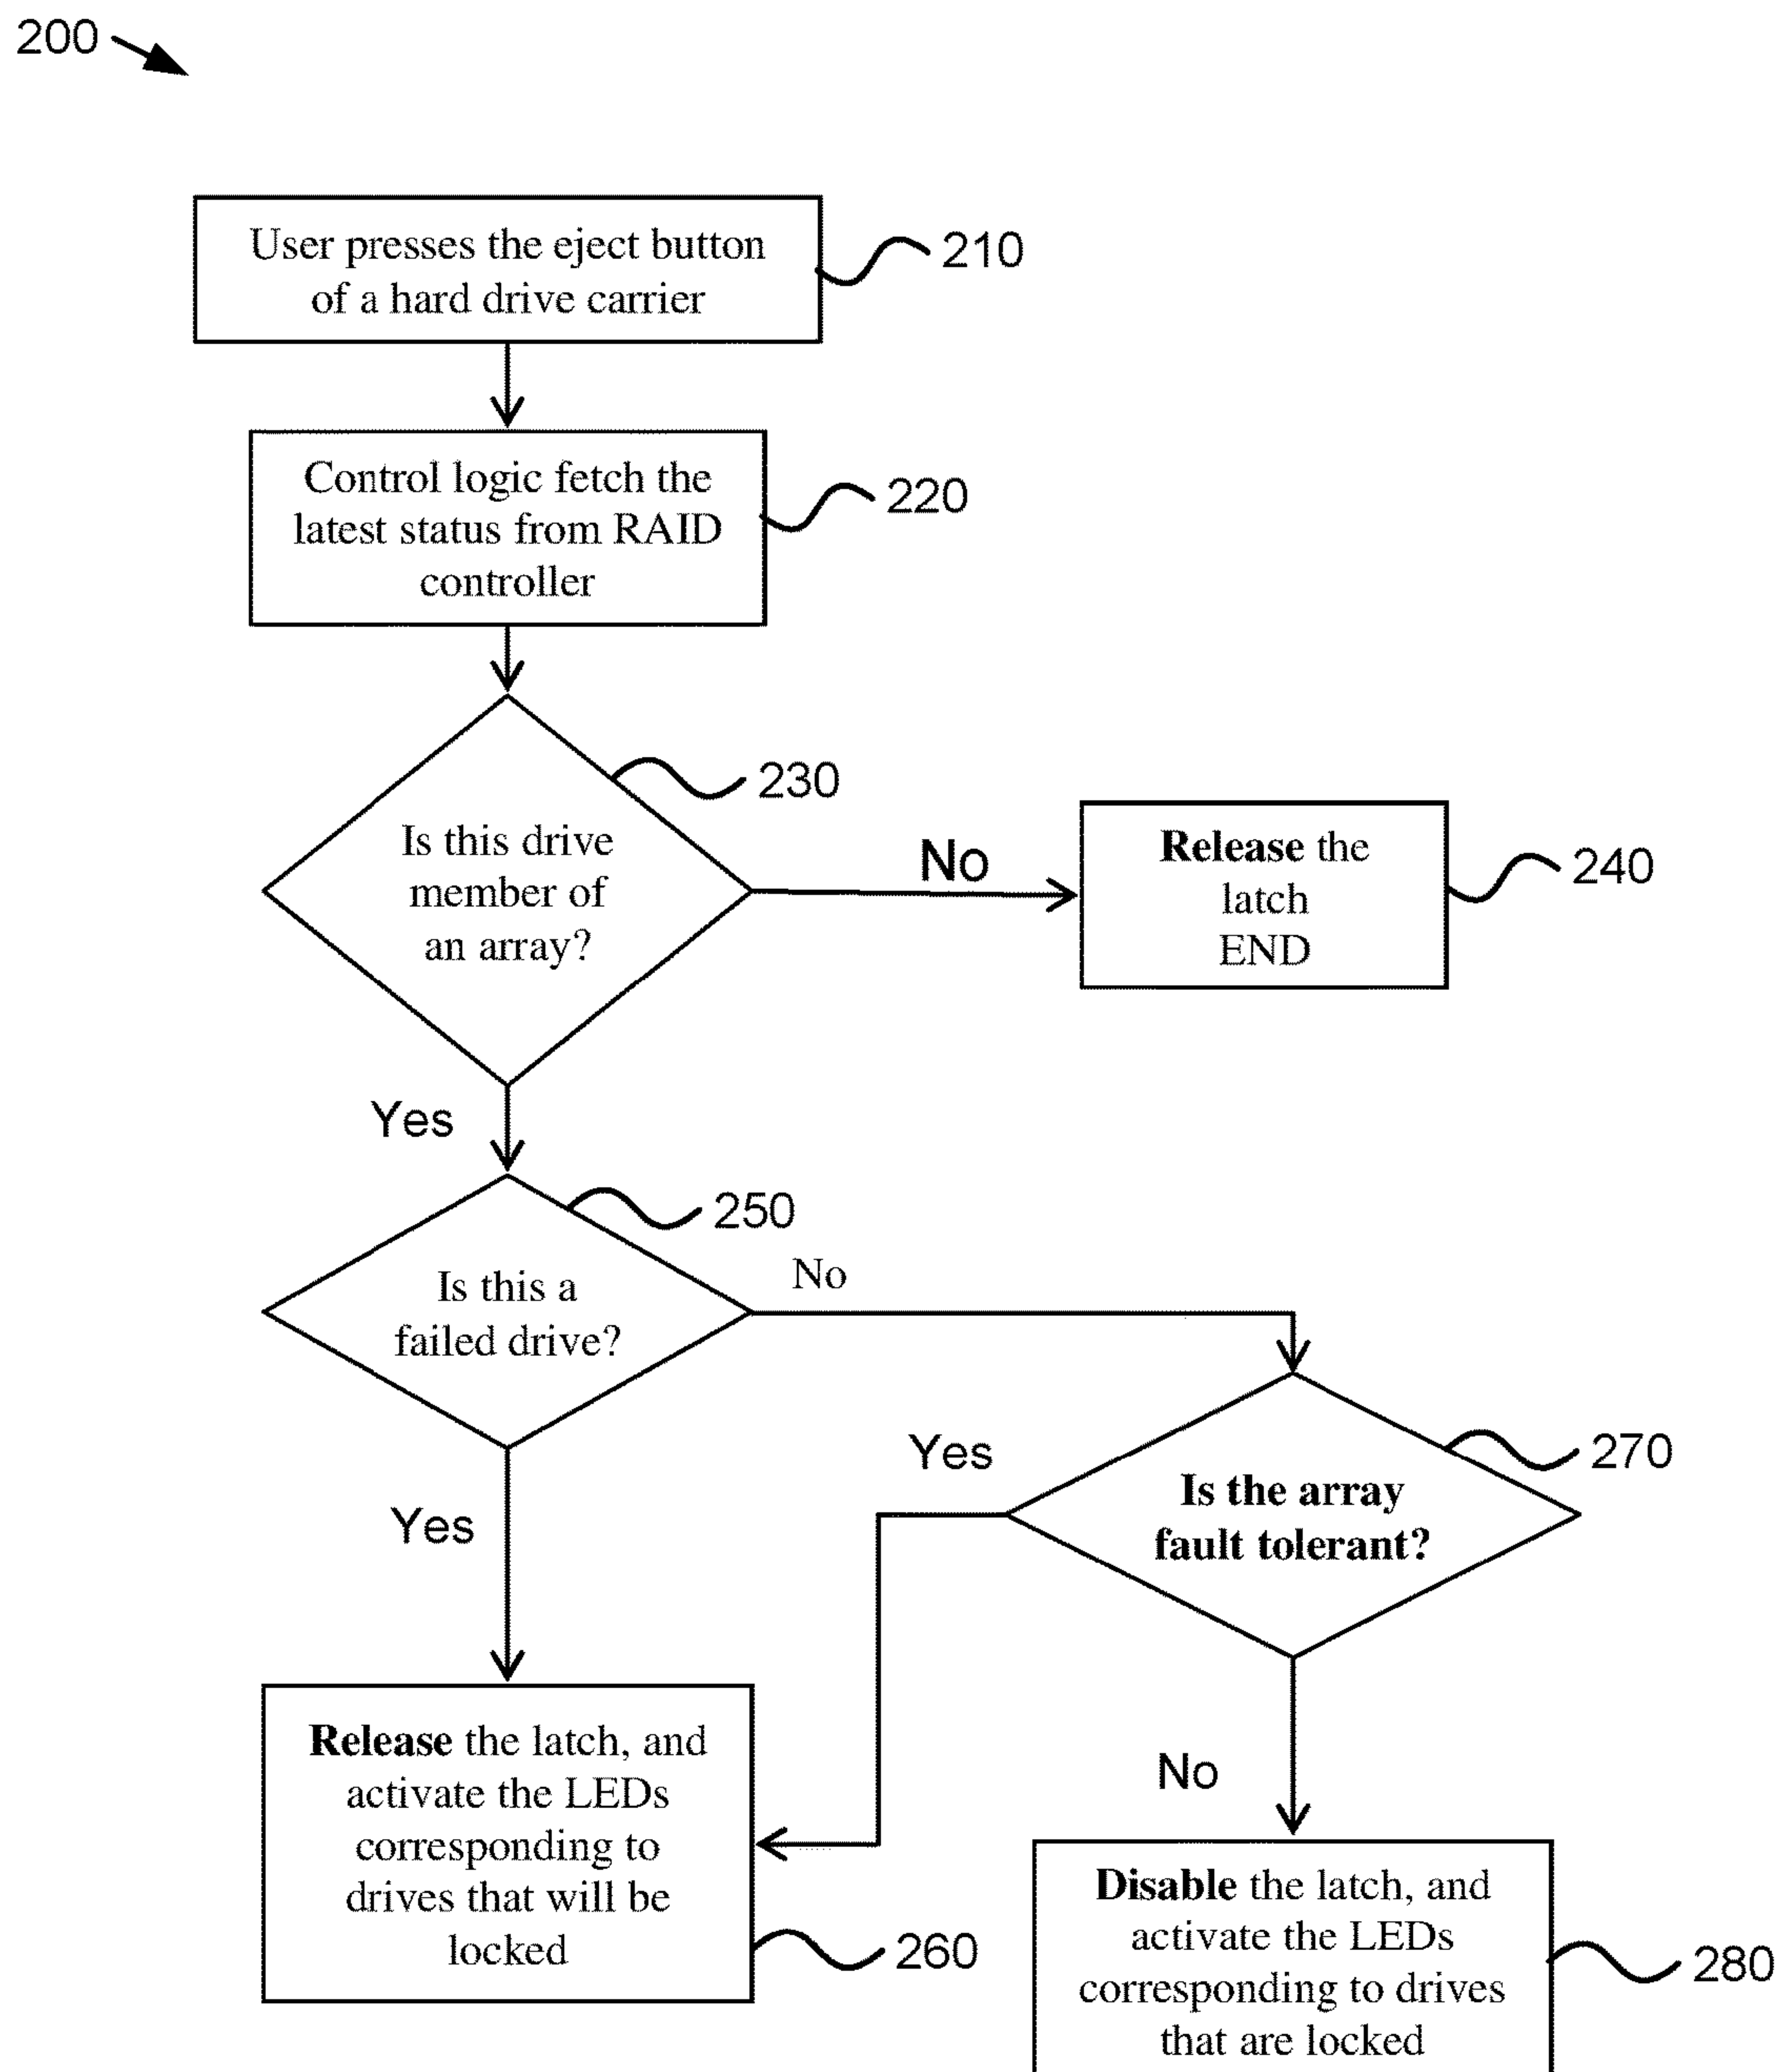 200
User presses the eject button
of a hard drive carrier
210
Control logic fetch the
latest status from RAID
controller
220
230
Is this drive
member of
an array?
No
Release the
latch
END
240
Yes
250
Is this a
failed drive?
No
Yes
270
Is the array
fault tolerant?
Yes
No
Release the latch, and
activate the LEDs
corresponding to
drives that will be
locked
260
Disable the latch, and
activate the LEDs
corresponding to drives
that are locked
280